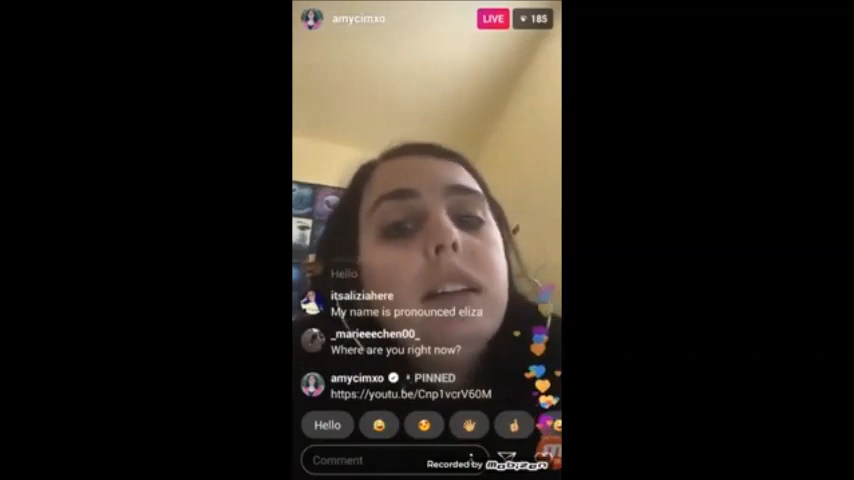 amycimxo
LIVE
185
Hello
itsaliziahere
My name is pronounced eliza
_marieeechen00_
Where are you right now?
amycimxo
PINNED
https://youtu.be/Cnp1vcrV60M
Hello
Comment
Recorded by
Mobizen